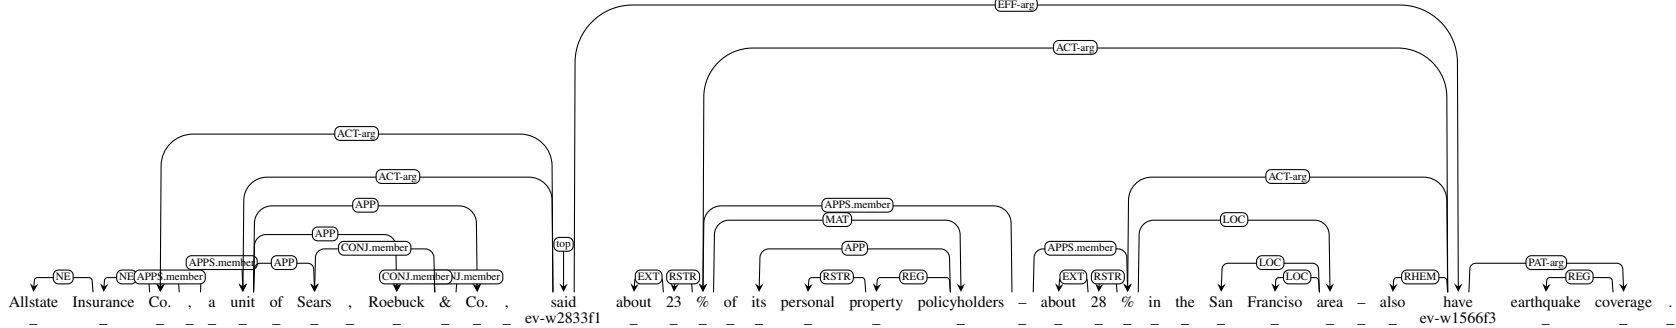 EFF-arg
ACT-arg
ACT-arg
ACT-arg ACT-arg
APP APPS.member
MAT LOC
APP
CONJ.member top APP APPS.member
APPS.member APP LOC PAT-arg
NE NE APPS.member CONJ.member EXT RSTR RSTR REG EXT RSTR LOC RHEM REG
Allstate Insurance Co. , a unit of Sears , Roebuck & Co. , said about 23 % of its personal property policyholders – about 28 % in the San Franciso area – also have earthquake coverage .
_ _ _ _ _ _ _ _ _ _ _ _ _ ev-w2833f1 _ _ _ _ _ _ _ _ _ _ _ _ _ _ _ _ _ _ _ ev-w1566f3 _ _ _